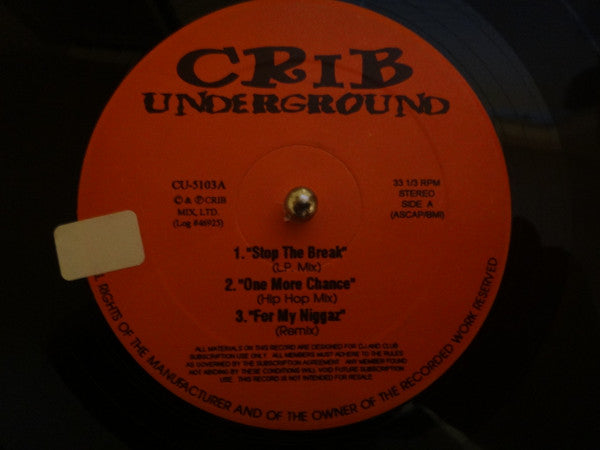 CRIB
UNDERGROUND
CU-5103A
© & ℗ CRIB
MIX, LTD.
(Log #46925)
33 1/3 RPM
STEREO
SIDE A
(ASCAP/BMI)
1. "Stop The Break"
(LP Mix)
2. "One More Chance"
(Hip Hop Mix)
3. "For My Niggaz"
(Remix)
ALL MATERIALS ON THIS RECORD ARE DESIGNED FOR DJ AND CLUB
SUBSCRIPTION USE ONLY. ALL MEMBERS MUST ADHERE TO THE RULES
AS GOVERNED BY THE SUBSCRIPTION AGREEMENT. ANY MEMBER FOUND
NOT ABIDING BY THESE CONDITIONS WILL VOID FUTURE SUBSCRIPTION
USE. THIS RECORD IS NOT INTENDED FOR RESALE.
RIGHTS OF THE MANUFACTURER AND OF THE OWNER OF THE RECORDED WORK RESERVED